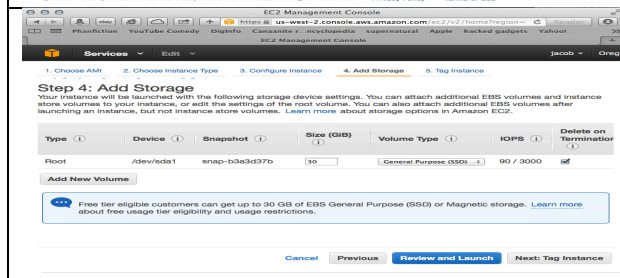 EC2 Management Console
https us-west-2.console.aws.amazon.com/ec2/v2/home?region= Reader
Phanfiction YouTube Comedy DigInfo Canaanite r...ncyclopedia supernatural Apple hacked gadgets Yahoo!
EC2 Management Console
Services Edit Jacob Oreg
1. Choose AMI 2. Choose Instance Type 3. Configure Instance 4. Add Storage 5. Tag Instance
Step 4: Add Storage
Your instance will be launched with the following storage device settings. You can attach additional EBS volumes and instance
store volumes to your instance, or edit the settings of the root volume. You can also attach additional EBS volumes after
launching an instance, but not instance store volumes. Learn more about storage options in Amazon
EC2.
Type Device Snapshot Size (GiB) Volume Type IOPS Delete on Termination
Root /dev/sda1 snap-b3a3d37b 30 General Purpose (SSD) 90 / 3000
Add New Volume
Free tier eligible customers can get up to 30 GB of EBS General Purpose (SSD) or Magnetic storage. Learn more
about free usage tier eligibility and usage restrictions.
Cancel Previous Review and Launch Next: Tag Instance